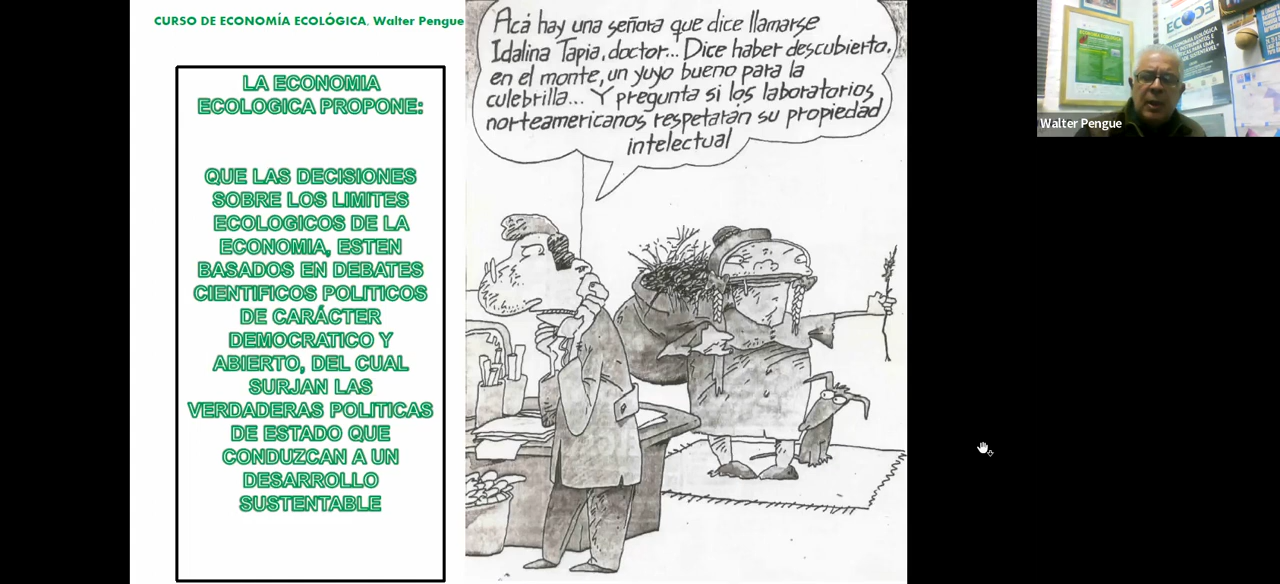 CURSO DE ECONOMÍA ECOLÓGICA. Walter Pengue
LA ECONOMIA
ECOLOGICA PROPONE:
QUE LAS DECISIONES
SOBRE LOS LIMITES
ECOLOGICOS DE LA
ECONOMIA, ESTEN
BASADOS EN DEBATES
CIENTIFICOS POLITICOS
DE CARÁCTER
DEMOCRATICO Y
ABIERTO, DEL CUAL
SURJAN LAS
VERDADERAS POLITICAS
DE ESTADO QUE
CONDUZCAN A UN
DESARROLLO
SUSTENTABLE
Acá hay una señora que dice llamarse
Idalina Tapia, doctor... Dice haber descubierto,
en el monte, un yuyo bueno para la
culebrilla... Y pregunta si los laboratorios
norteamericanos respetarán su propiedad
intelectual
ECONOMÍA ECOLÓGICA
Walter Pengue